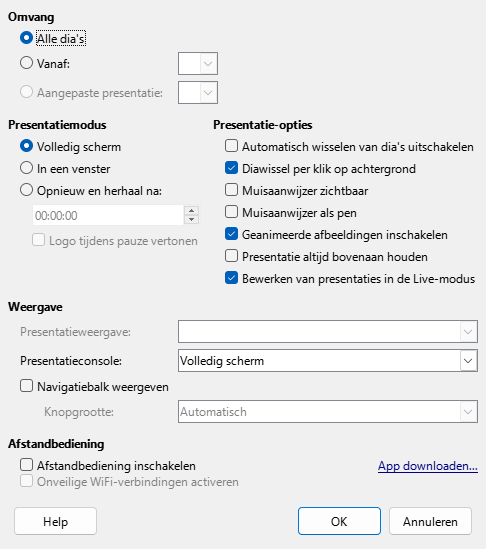 Omvang
Alle dia's
Vanaf:
Aangepaste presentatie:
Presentatiemodus
Volledig scherm
In een venster
Opnieuw en herhaal na:
00:00:00
Logo tijdens pauze vertonen
Presentatie-opties
Automatisch wisselen van dia's uitschakelen
Diawissel per klik op achtergrond
Muisaanwijzer zichtbaar
Muisaanwijzer als pen
Geanimeerde afbeeldingen inschakelen
Presentatie altijd bovenaan houden
Bewerken van presentaties in de Live-modus
Weergave
Presentatieweergave:
Presentatieconsole: Volledig scherm
Navigatiebalk weergeven
Knopgrootte: Automatisch
Afstandbediening
Afstandbediening inschakelen App downloaden...
Onveilige WiFi-verbindingen activeren
Help OK Annuleren